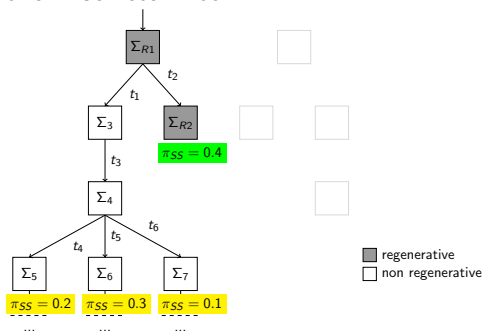 Σ_R1
t_2
t_1
Σ_3 Σ_R2
π_SS = 0.4
t_3
Σ_4
t_4 t_5 t_6
Σ_5 Σ_6 Σ_7
π_SS = 0.2 π_SS = 0.3 π_SS = 0.1
... ... ...
regenerative
non regenerative